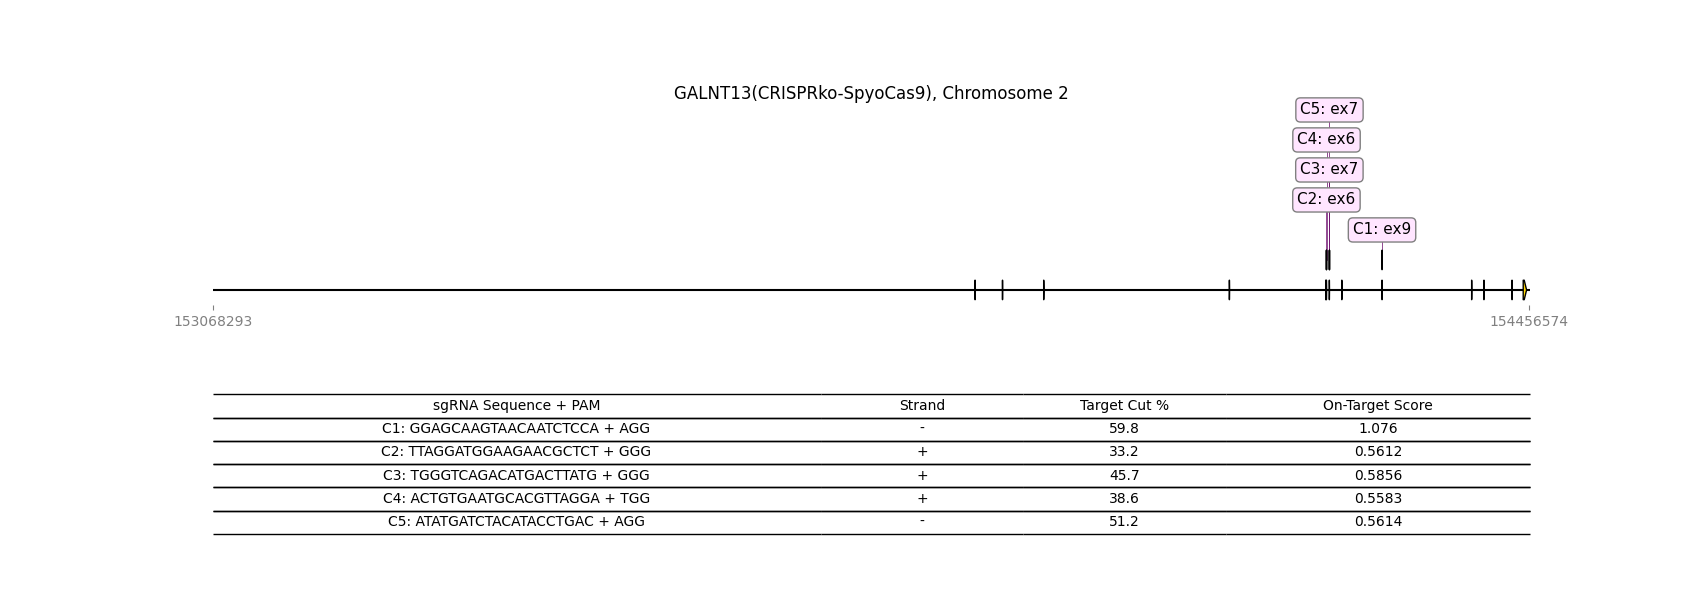 GALNT13(CRISPRko-SpyoCas9), Chromosome 2
C5: ex7
C4: ex6
C3: ex7
C2: ex6
C1: ex9
153068293 154456574
sgRNA Sequence + PAM Strand Target Cut % On-Target Score
C1: GGAGCAAGTAACAATCTCCA + AGG - 59.8 1.076
C2: TTAGGATGGAAGAACGCTCT + GGG + 33.2 0.5612
C3: TGGGTCAGACATGACTTATG + GGG + 45.7 0.5856
C4: ACTGTGAATGCACGTTAGGA + TGG + 38.6 0.5583
C5: ATATGATCTACATACCTGAC + AGG - 51.2 0.5614